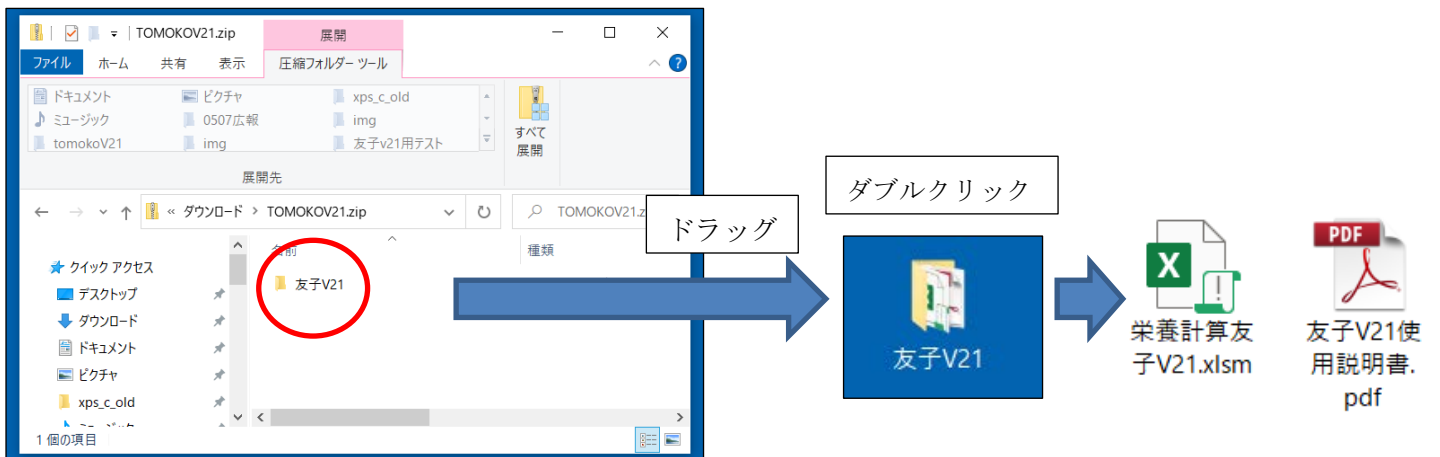 TOMOKOV21.zip
展開
ファイル
ホーム
共有
表示
圧縮フォルダー ツール
ドキュメント
ピクチャ
xps_c_old
ミュージック
0507広報
img
tomokoV21
img
友子v21用テスト
すべて
展開
展開先
« ダウンロード > TOMOKOV21.zip
TOMOKOV21.z
名前
種類
クイック アクセス
友子V21
デスクトップ
ダウンロード
ドキュメント
ピクチャ
xps_c_old
1 個の項目
ドラッグ
ダブルクリック
友子V21
栄養計算友
子V21.xlsm
PDF
友子V21使
用説明書.
pdf